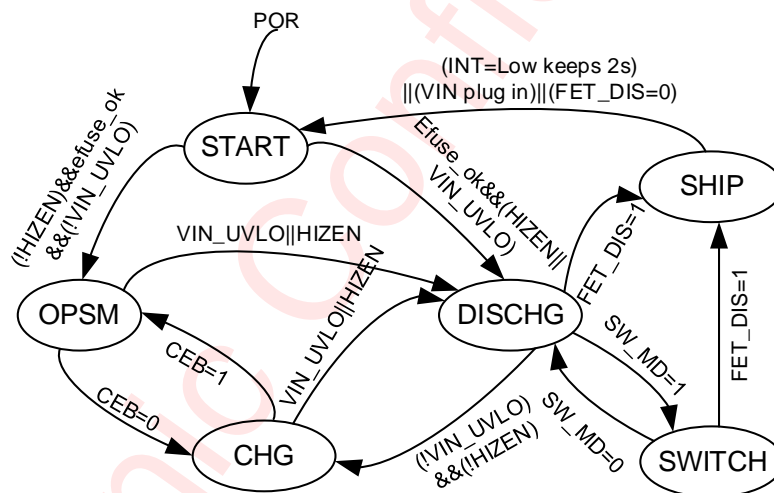 POR
(INT=Low keeps 2s)
||(VIN plug in)||(FET_DIS=0)
START
(!HIZEN)&&efuse_ok
&&(!VIN_UVLO)
Efuse_ok&&(HIZEN||
VIN_UVLO)
SHIP
VIN_UVLO||HIZEN
FET_DIS=1
OPSM
VIN_UVLO||HIZEN
DISCHG
FET_DIS=1
CEB=1
SW_MD=1
CEB=0
SW_MD=0
CHG
(!VIN_UVLO)
&&(!HIZEN)
SWITCH
nic Confi